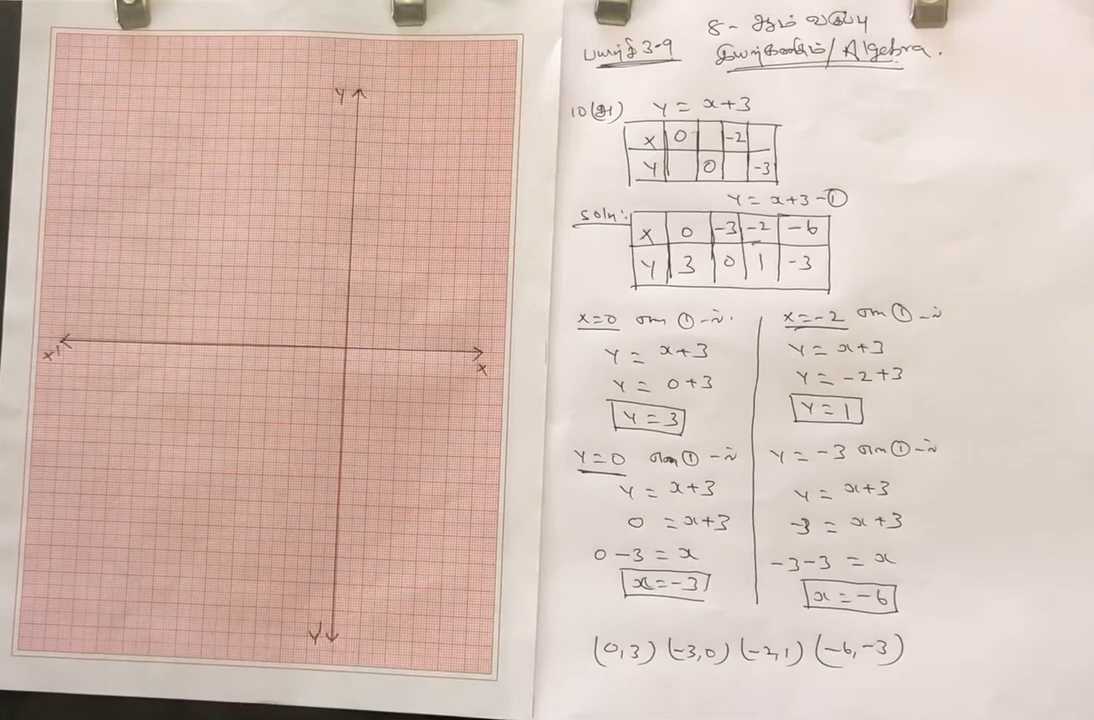 Y
X'
X
Y'
8 - ஆம் வகுப்பு
பயிற்சி 3-9 இயற்கணிதம் / Algebra.
10 (அ) Y = x+3
X 0 -2
Y 0 -3
Y = x+3 - ①
Soln:
X 0 -3 -2 -6
Y 3 0 1 -3
x=0 என ①-ல்.
Y = x+3
Y = 0+3
Y = 3
Y=0 என ①-ல்
Y = x+3
0 = x+3
0 -3 = x
x=-3
x=-2 என ①-ல்
Y = x+3
Y = -2+3
Y = 1
Y = -3 என ①-ல்
Y = x+3
-3 = x+3
-3-3 = x
x=-6
(0,3) (-3,0) (-2,1) (-6,-3)